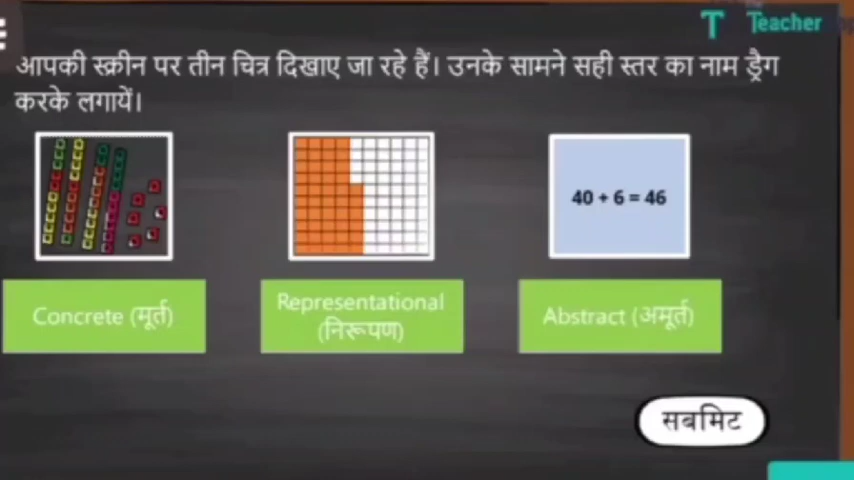 Teacher
आपकी स्क्रीन पर तीन चित्र दिखाए जा रहे हैं। उनके सामने सही स्तर का नाम ड्रैग
करके लगायें।
40 + 6 = 46
Concrete (मूर्त)
Representational
(निरूपण)
Abstract (अमूर्त)
सबमिट